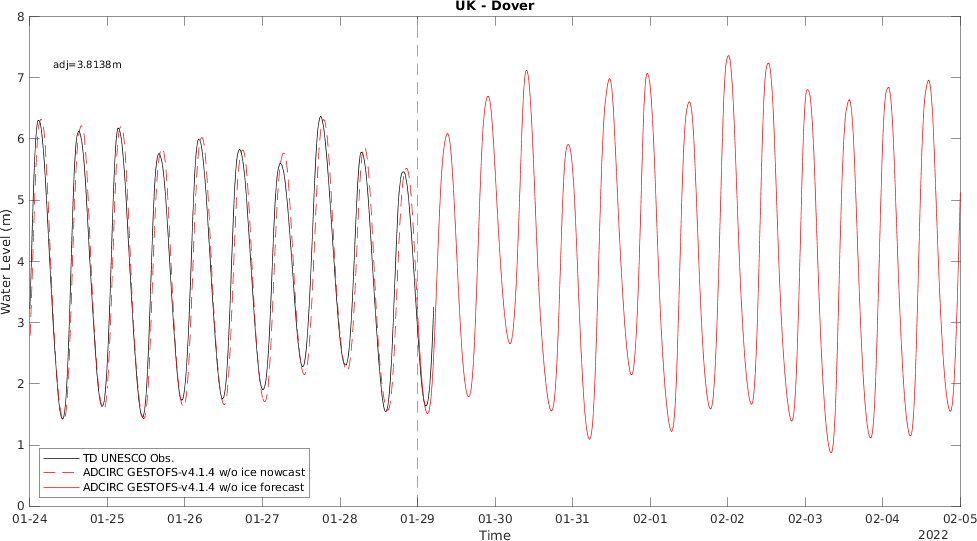 UK - Dover
8
adj=3.8138m
7
6
5
4
3
2
1
0
Water Level (m)
TD UNESCO Obs.
ADCIRC GESTOFS-v4.1.4 w/o ice nowcast
ADCIRC GESTOFS-v4.1.4 w/o ice forecast
01-24 01-25 01-26 01-27 01-28 01-29 01-30 01-31 02-01 02-02 02-03 02-04 02-05
Time
2022